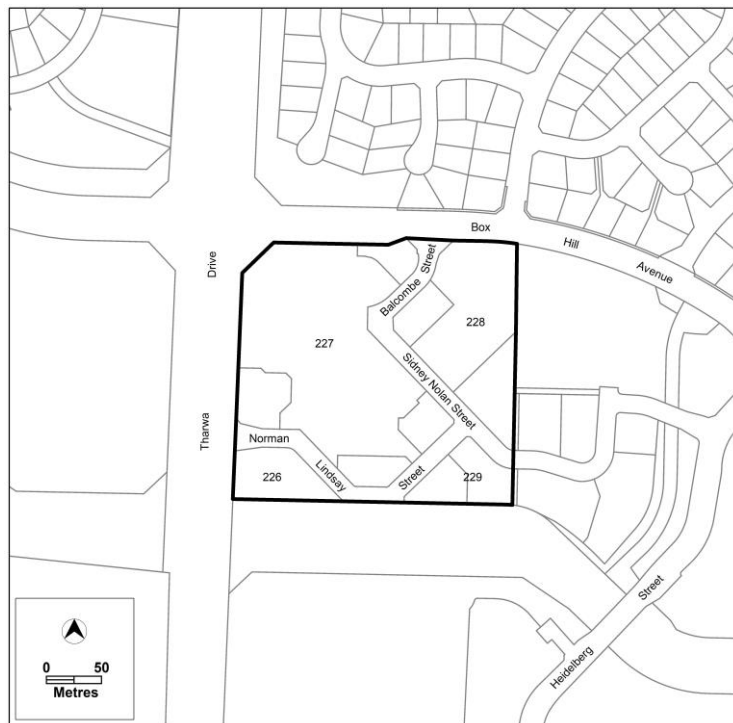 Box
Hill
Avenue
Drive
Street
Balcombe
227
228
Sidney Nolan Street
Tharwa
Norman
Lindsay
Street
226
229
Street
Heidelberg
0 50
Metres